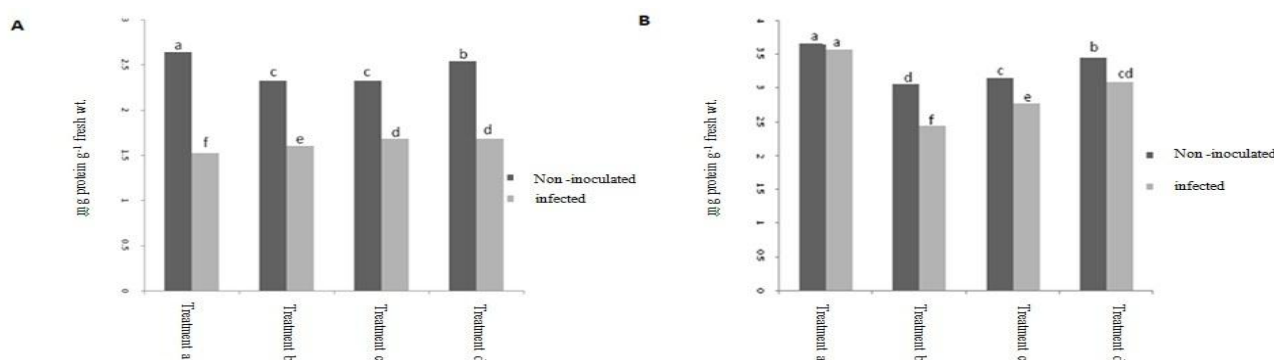 A
mg protein g⁻¹ fresh wt.
3
2.5
2
1.5
1
0.5
0
a
f
c
e
c
d
b
d
Non -inoculated
infected
Treatment a
Treatment b
Treatment c
Treatment d
B
mg protein g⁻¹ fresh wt.
4
3.5
3
2.5
2
1.5
1
0.5
0
a
a
d
f
c
e
b
cd
Non -inoculated
infected
Treatment a
Treatment b
Treatment c
Treatment d